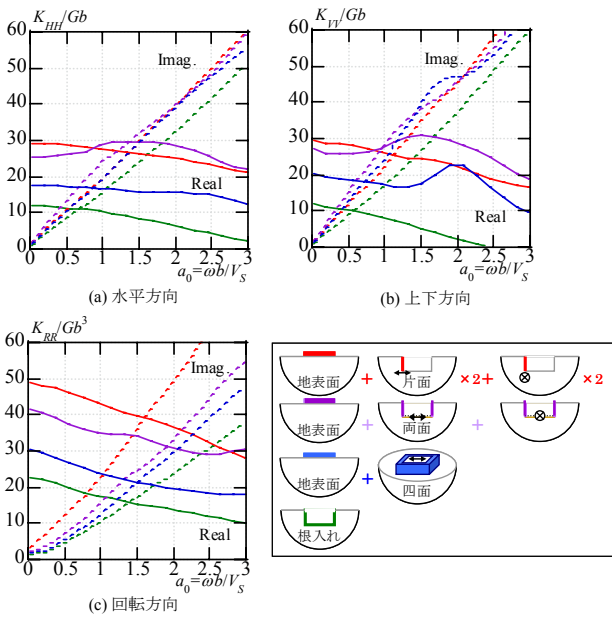 K_HH/Gb
60
50
40
30
20
10
0
Imag.
Real
0 0.5 1 1.5 2 2.5 3
a₀=ωb/V_S
(a) 水平方向
K_VV/Gb
60
50
40
30
20
10
0
Imag.
Real
0 0.5 1 1.5 2 2.5 3
a₀=ωb/V_S
(b) 上下方向
K_RR/Gb³
60
50
40
30
20
10
0
Imag.
Real
0 0.5 1 1.5 2 2.5 3
a₀=ωb/V_S
(c) 回転方向
地表面 + 片面 ×2+ ×2
地表面 + 両面 +
地表面 + 四面
根入れ